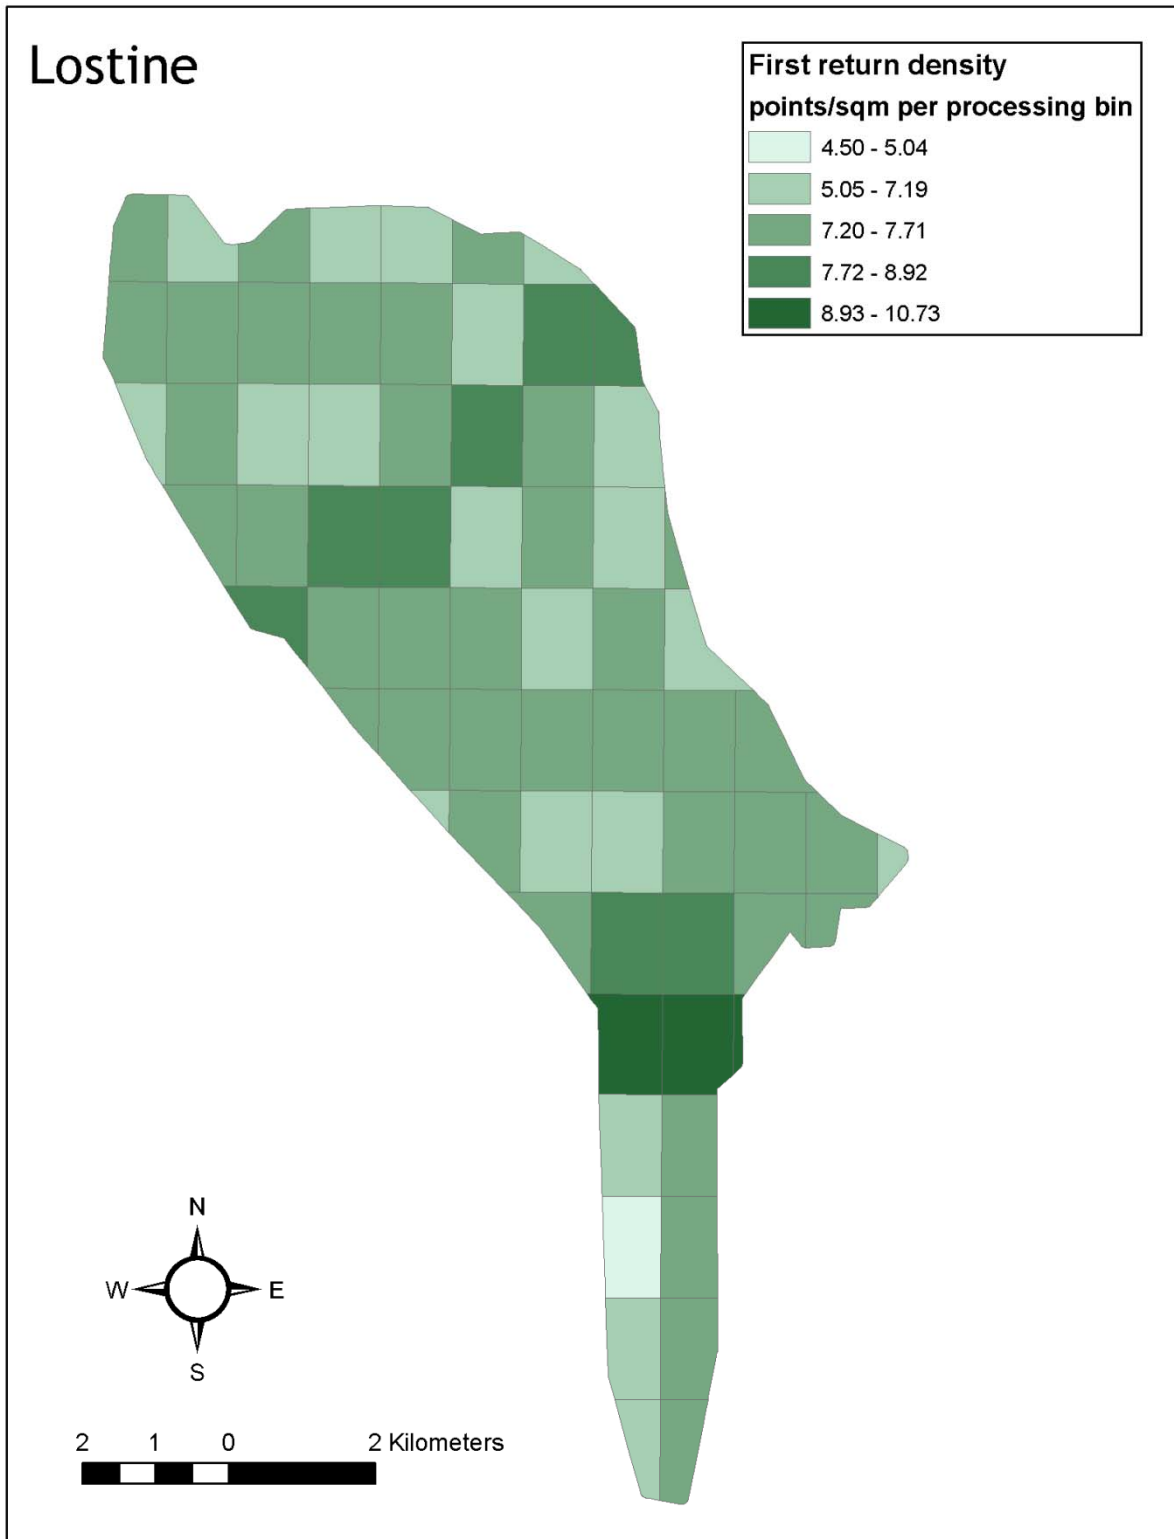 Lostine
First return density
points/sqm per processing bin
4.50 - 5.04
5.05 - 7.19
7.20 - 7.71
7.72 - 8.92
8.93 - 10.73
N
W E
S
2 1 0 2 Kilometers